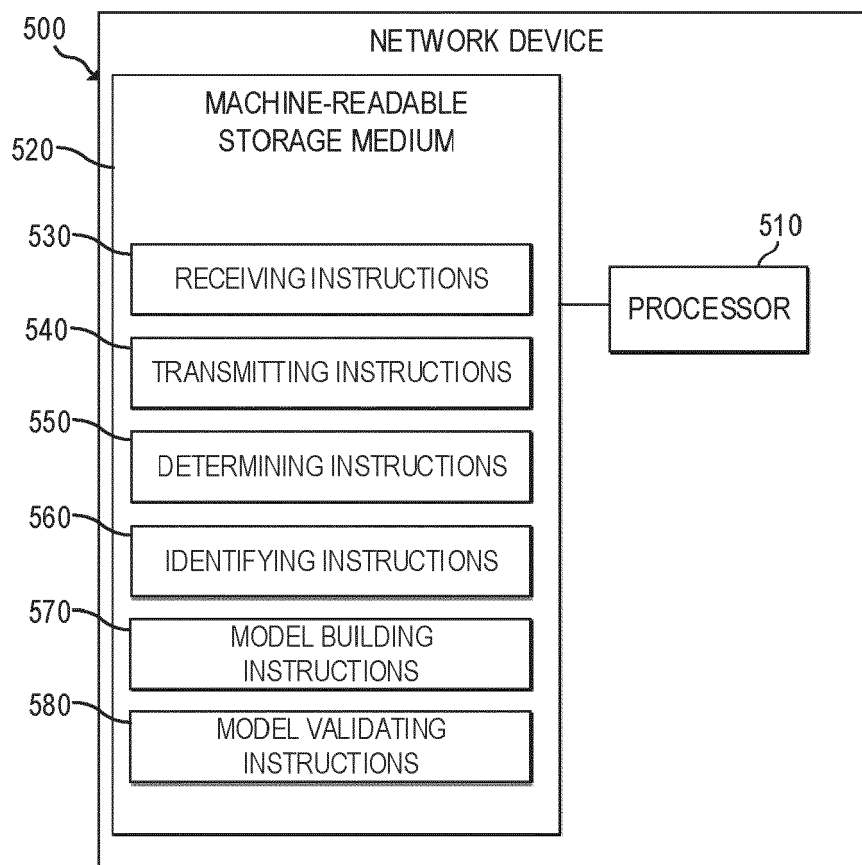 500
NETWORK DEVICE
MACHINE-READABLE
STORAGE MEDIUM
520
530
RECEIVING INSTRUCTIONS
510
PROCESSOR
540
TRANSMITTING INSTRUCTIONS
550
DETERMINING INSTRUCTIONS
560
IDENTIFYING INSTRUCTIONS
570
MODEL BUILDING
INSTRUCTIONS
580
MODEL VALIDATING
INSTRUCTIONS